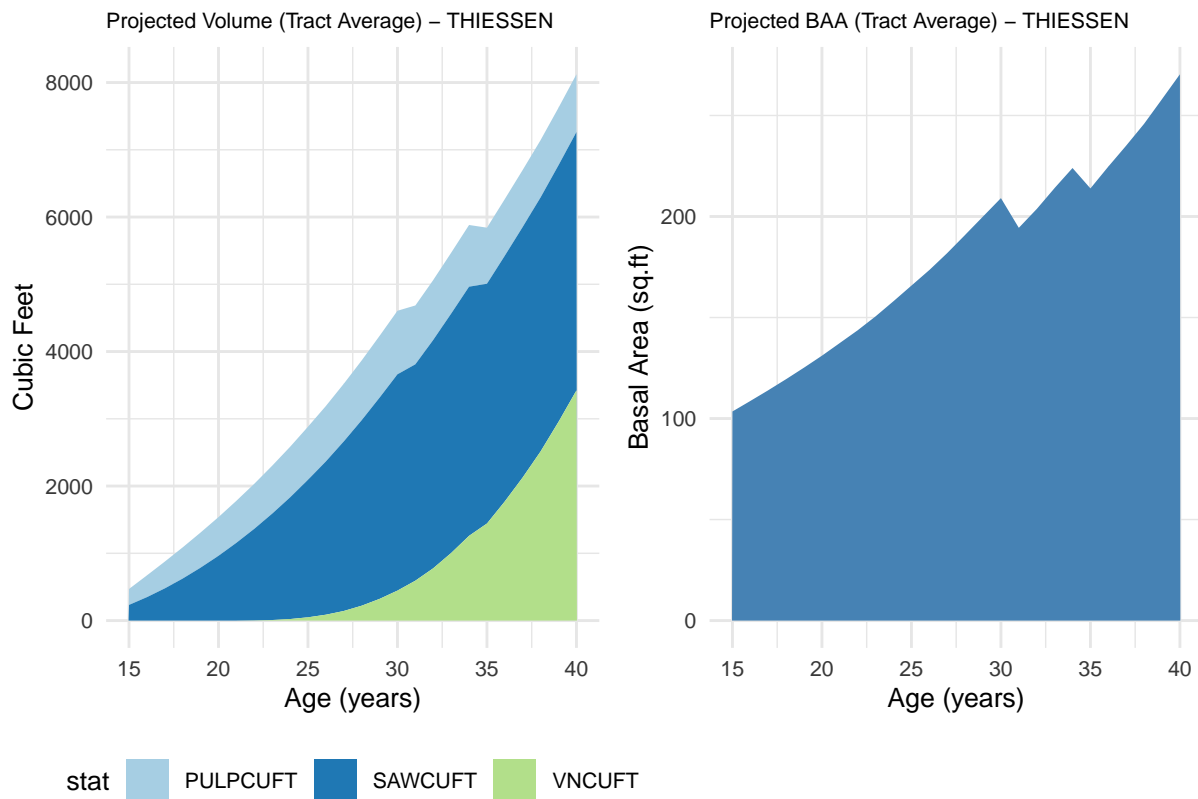 Projected Volume (Tract Average) – THIESSEN
Cubic Feet
8000
6000
4000
2000
0
15 20 25 30 35 40
Age (years)
Projected BAA (Tract Average) – THIESSEN
Basal Area (sq.ft)
200
100
0
15 20 25 30 35 40
Age (years)
stat PULPCUFT SAWCUFT VNCUFT